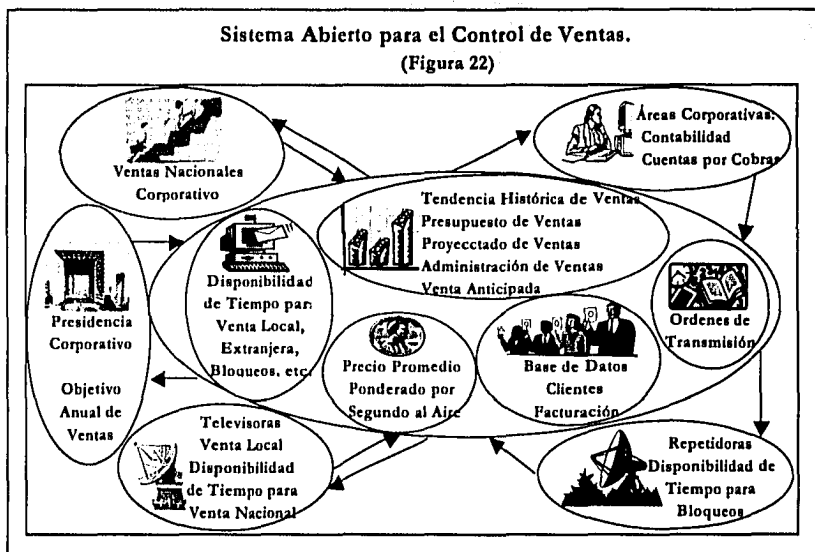 Sistema Abierto para el Control de Ventas.
(Figura 22)
Ventas Nacionales
Corporativo
Áreas Corporativas:
Contabilidad
Cuentas por Cobrar
Tendencia Histórica de Ventas
Presupuesto de Ventas
Proyecctado de Ventas
Administración de Ventas
Venta Anticipada
Presidencia
Corporativo
Objetivo
Anual de
Ventas
Disponibilidad
de Tiempo para
Venta Local,
Extranjera,
Bloqueos, etc.
Precio Promedio
Ponderado por
Segundo al Aire
Base de Datos
Clientes
Facturación
Ordenes de
Transmisión
Televisoras
Venta Local
Disponibilidad
de Tiempo para
Venta Nacional
Repetidoras
Disponibilidad de
Tiempo para
Bloqueos